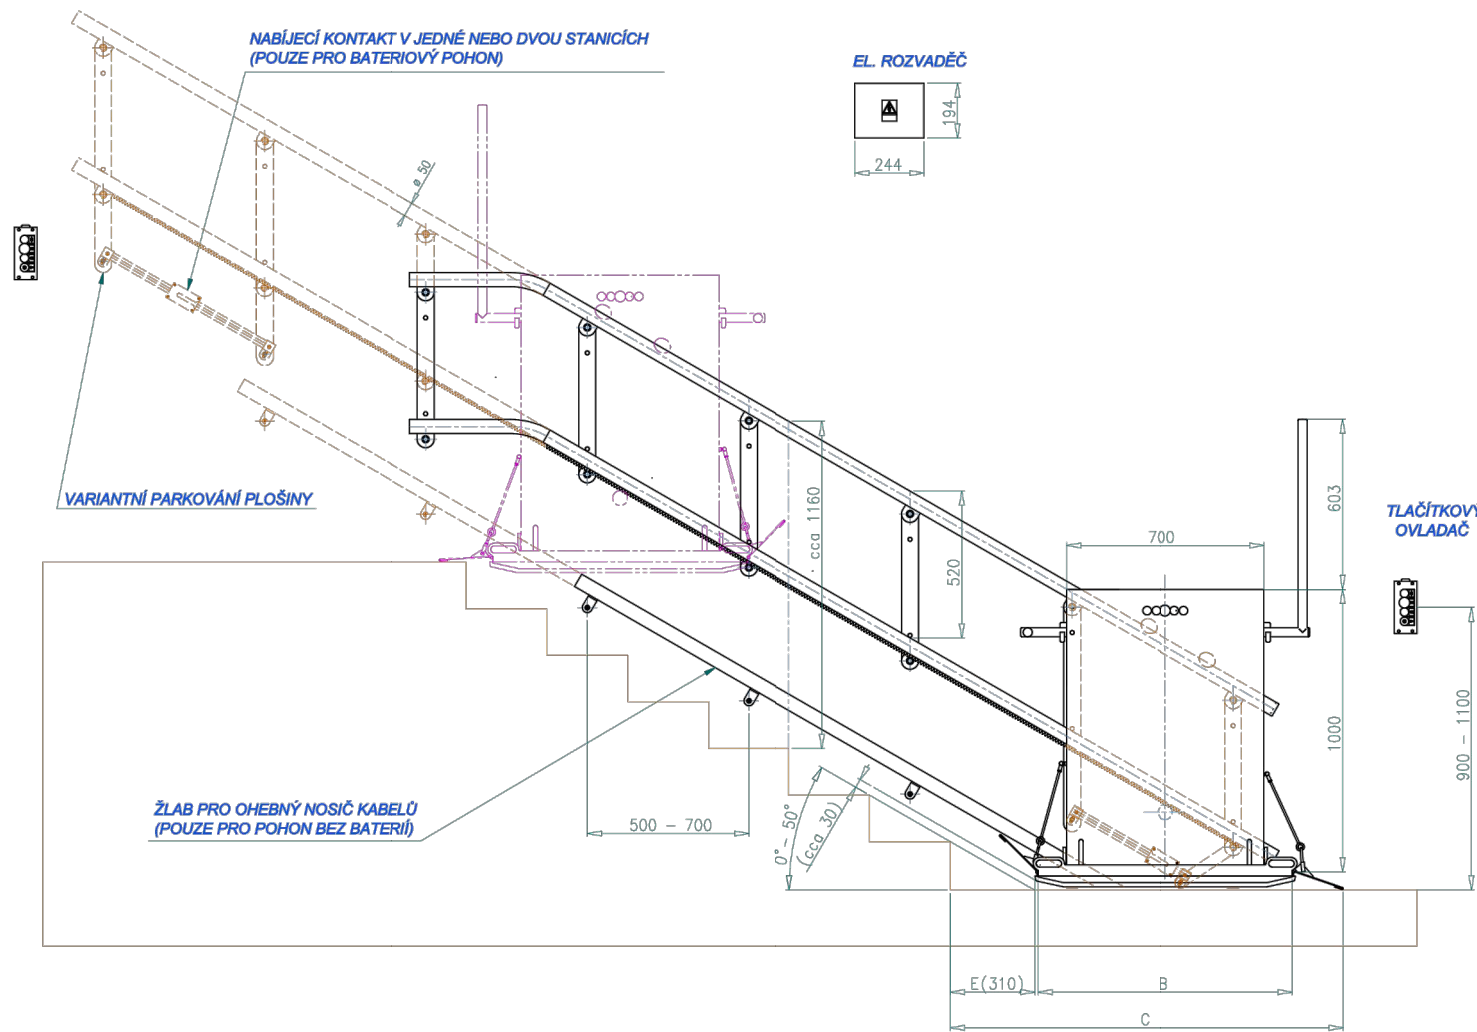 NABÍJECÍ KONTAKT V JEDNÉ NEBO DVOU STANICÍCH
(POUZE PRO BATERIOVÝ POHON)
EL. ROZVADĚČ
194
244
ø 50
VARIANTNÍ PARKOVÁNÍ PLOŠINY
cca 1160
520
603
TLAČÍTKOVÝ
OVLADAČ
700
1000
900 - 1100
ŽLAB PRO OHEBNÝ NOSIČ KABELŮ
(POUZE PRO POHON BEZ BATERIÍ)
500 - 700
0° - 50°
(cca 30)
E(310)
B
C